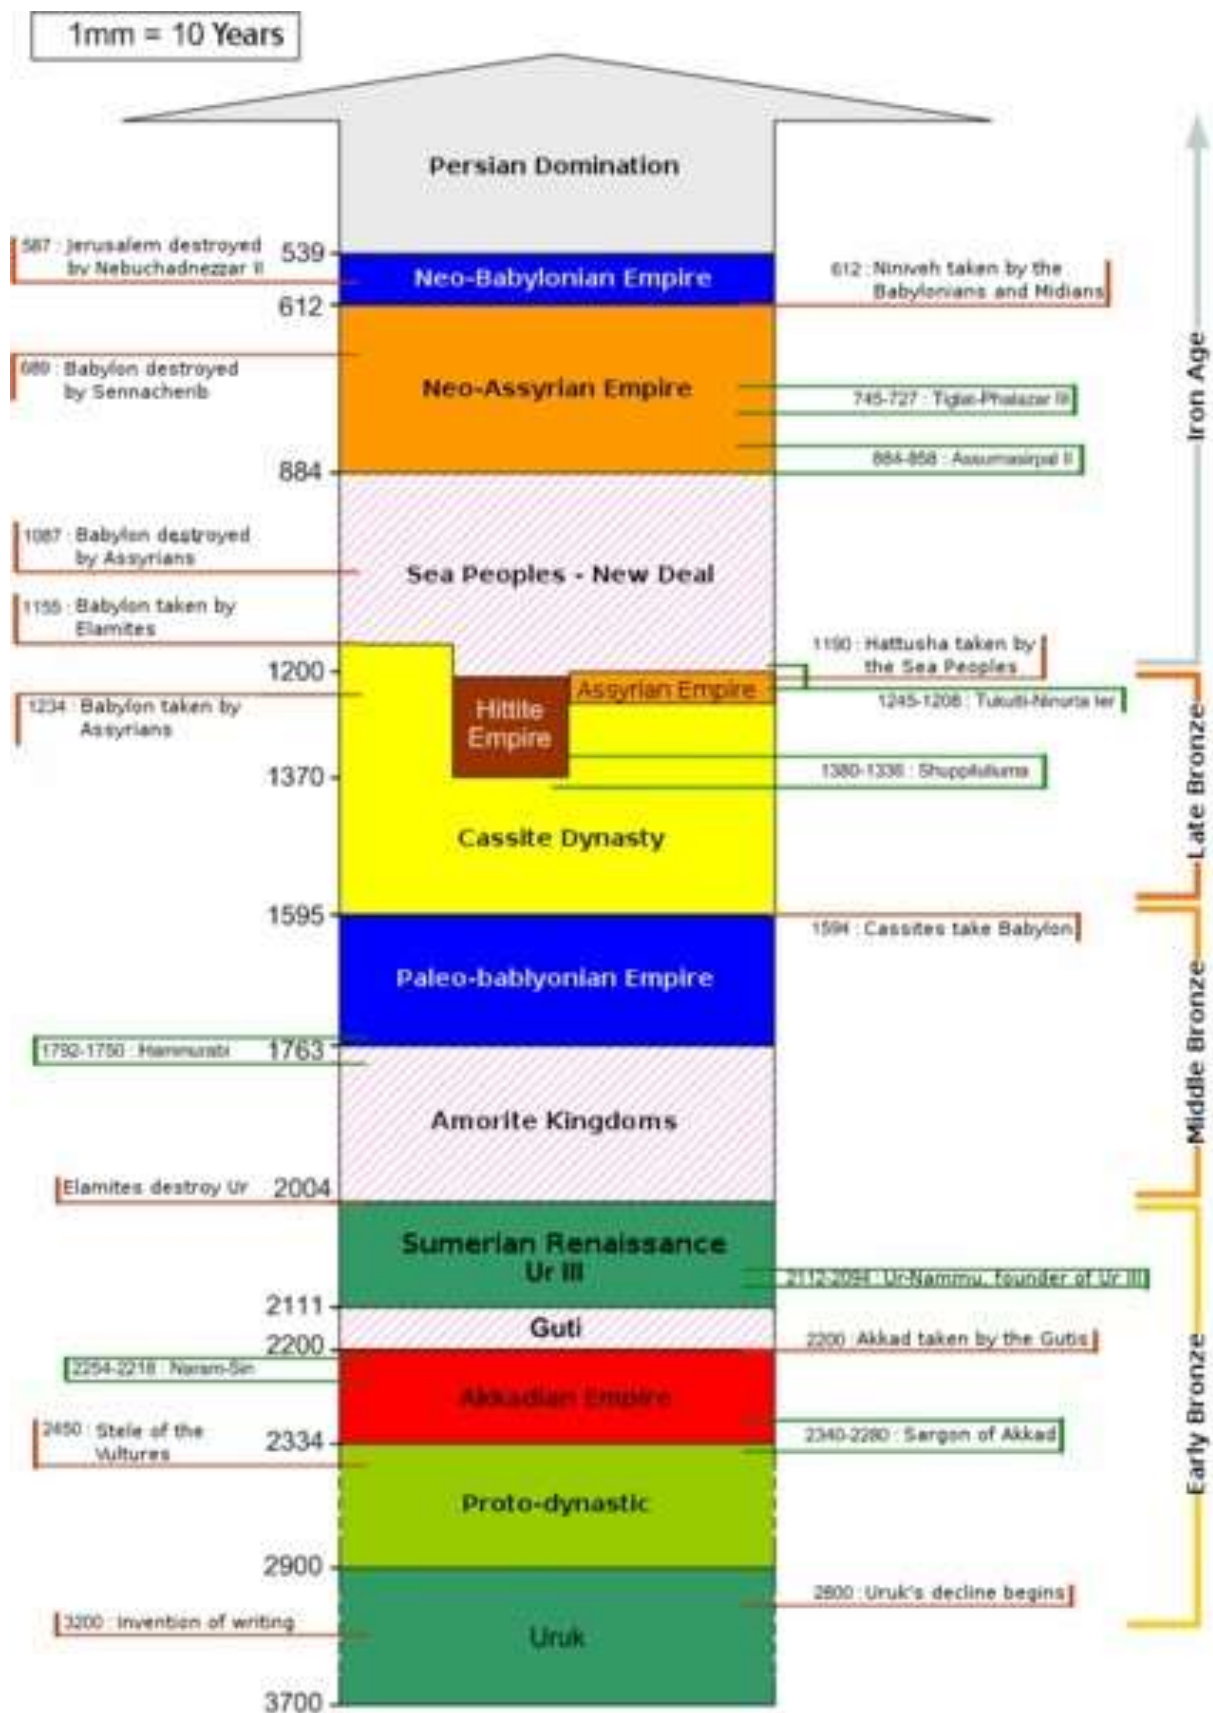 1mm = 10 Years
Persian Domination
587 : Jerusalem destroyed
by Nebuchadnezzar II
539
Neo-Babylonian Empire
612 : Niniveh taken by the
Babylonians and Midians
612
689 : Babylon destroyed
by Sennacherib
Neo-Assyrian Empire
745-727 : Tiglat-Phalazar III
884-858 : Assurnasirpal II
884
Iron Age
1087 : Babylon destroyed
by Assyrians
Sea Peoples - New Deal
1155 : Babylon taken by
Elamites
1190 : Hattusha taken by
the Sea Peoples
1200
Assyrian Empire
1245-1208 : Tukulti-Ninurta Ier
1234 : Babylon taken by
Assyrians
Hittite
Empire
1370
1380-1336 : Shuppiluliuma
Cassite Dynasty
Late Bronze
1595
1594 : Cassites take Babylon
Paleo-bablyonian Empire
1792-1750 : Hammurabi
1763
Middle Bronze
Amorite Kingdoms
Elamites destroy Ur
2004
Sumerian Renaissance
Ur III
2112-2094 : Ur-Nammu, founder of Ur III
2111
Guti
2200
2200 : Akkad taken by the Gutis
2254-2218 : Naram-Sin
Akkadian Empire
2450 : Stele of the
Vultures
2334
2340-2280 : Sargon of Akkad
Early Bronze
Proto-dynastic
2900
2800 : Uruk's decline begins
3200 : Invention of writing
Uruk
3700